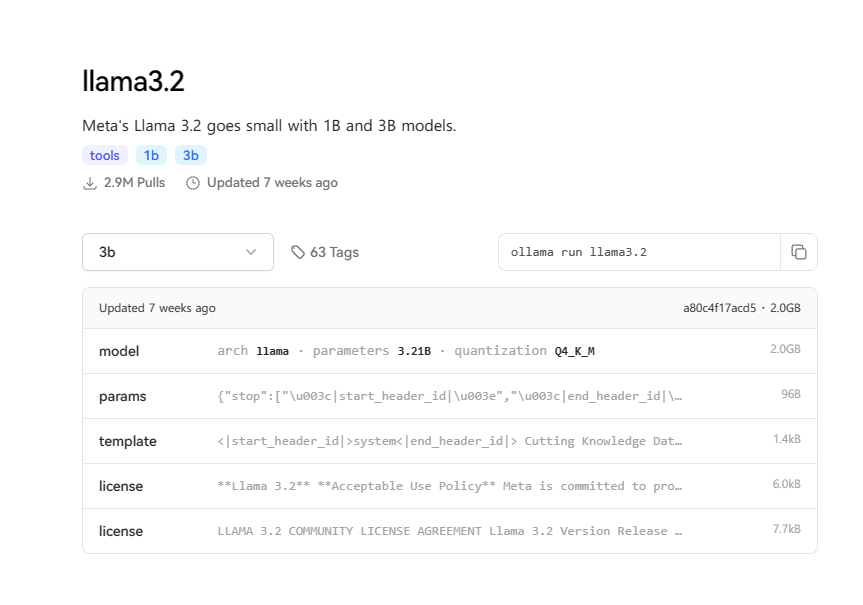 llama3.2
Meta's Llama 3.2 goes small with 1B and 3B models.
tools 1b 3b
2.9M Pulls Updated 7 weeks ago
3b 63 Tags ollama run llama3.2
Updated 7 weeks ago a80c4f17acd5 · 2.0GB
model arch llama · parameters 3.21B · quantization Q4_K_M 2.0GB
params {"stop":["\u003c|start_header_id|\u003e","\u003c|end_header_id|\… 96B
template <|start_header_id|>system<|end_header_id|> Cutting Knowledge Dat… 1.4kB
license **Llama 3.2** **Acceptable Use Policy** Meta is committed to pro… 6.0kB
license LLAMA 3.2 COMMUNITY LICENSE AGREEMENT Llama 3.2 Version Release … 7.7kB